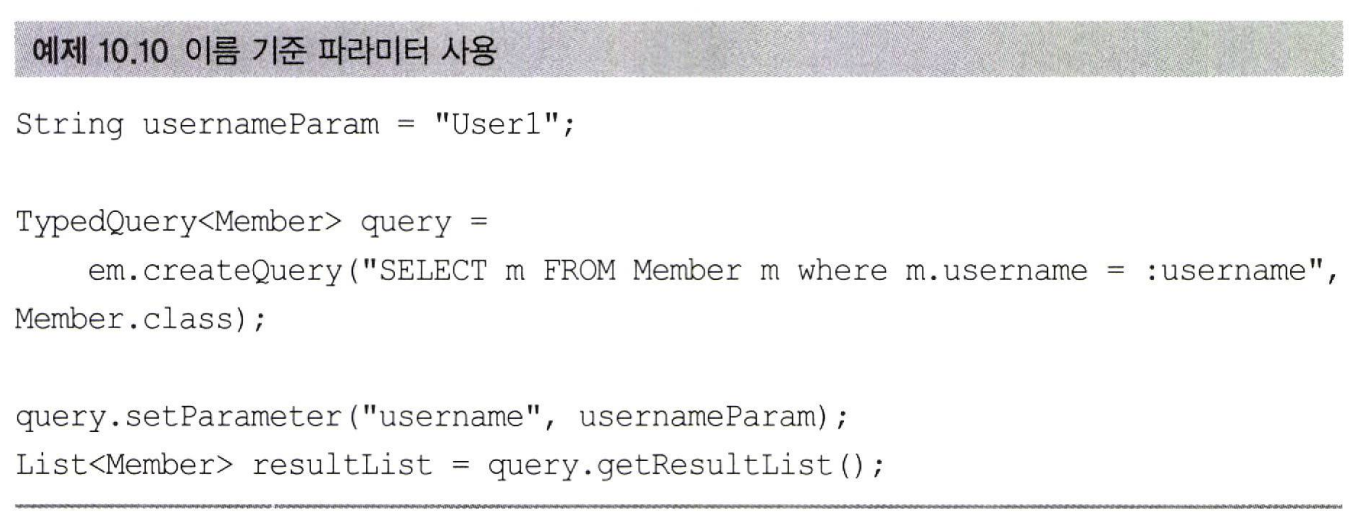 예제 10.10 이름 기준 파라미터 사용
String usernameParam = "User1";
TypedQuery<Member> query =
    em.createQuery("SELECT m FROM Member m where m.username = :username",
Member.class);
query.setParameter("username", usernameParam);
List<Member> resultList = query.getResultList();